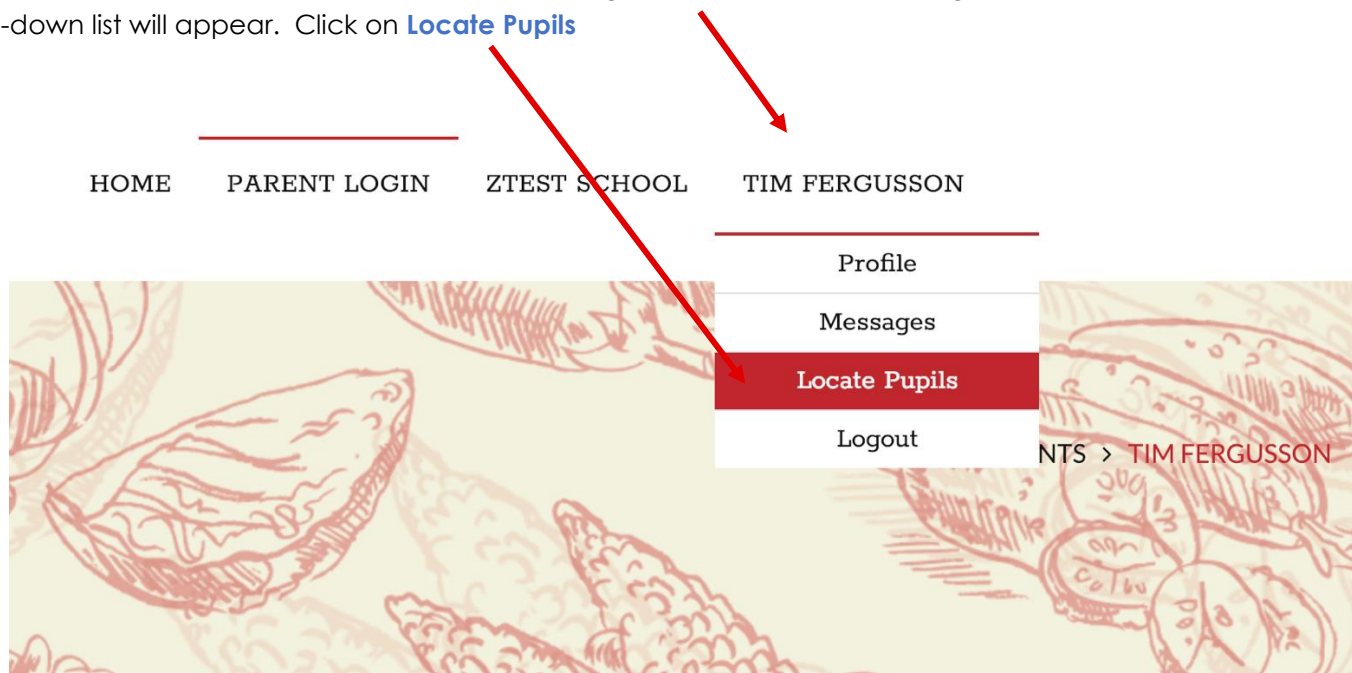 -down list will appear. Click on Locate Pupils
HOME PARENT LOGIN ZTEST SCHOOL TIM FERGUSSON
Profile
Messages
Locate Pupils
Logout
NTS > TIM FERGUSSON